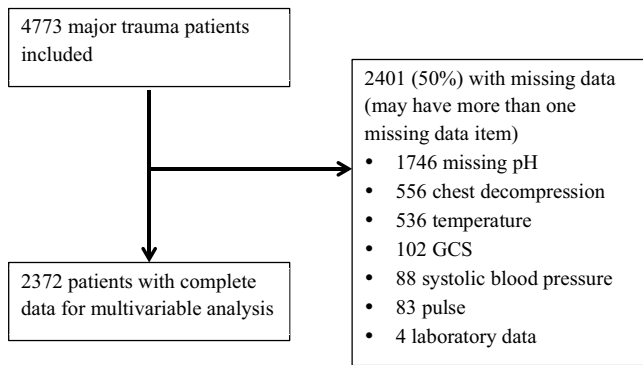 4773 major trauma patients
included
2401 (50%) with missing data
(may have more than one
missing data item)
• 1746 missing pH
• 556 chest decompression
• 536 temperature
• 102 GCS
• 88 systolic blood pressure
• 83 pulse
• 4 laboratory data
2372 patients with complete
data for multivariable analysis